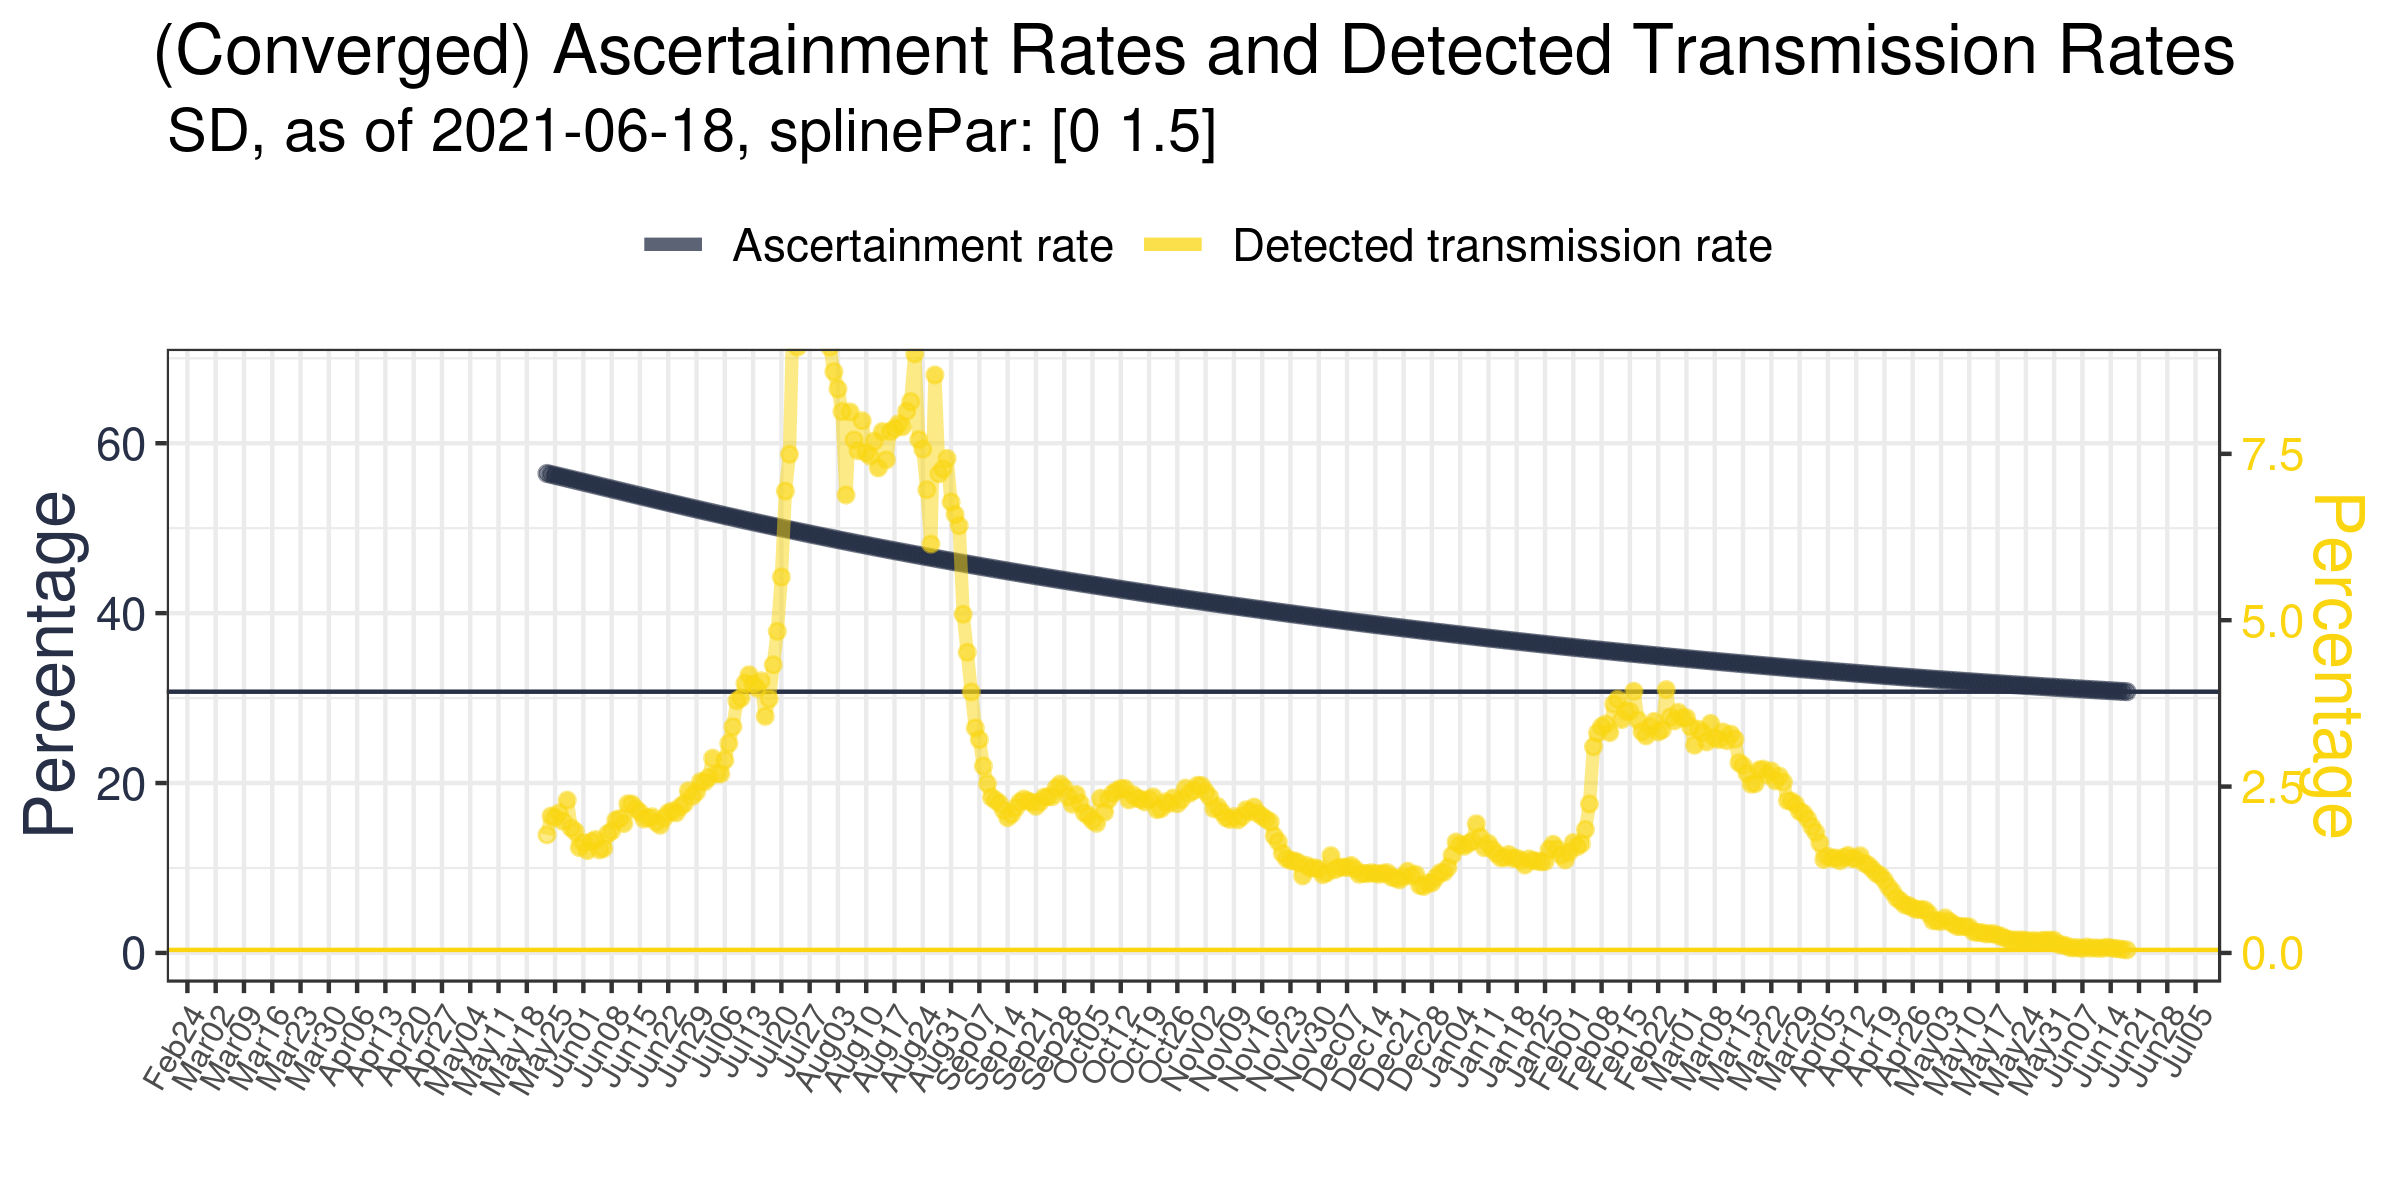 (Converged) Ascertainment Rates and Detected Transmission Rates
SD, as of 2021-06-18, splinePar: [0 1.5]
Ascertainment rate
Detected transmission rate
Percentage
60
40
20
0
7.5
5.0
2.5
0.0
Percentage
Feb24
Mar02
Mar09
Mar16
Mar23
Mar30
Apr06
Apr13
Apr20
Apr27
May04
May11
May18
May25
Jun01
Jun08
Jun15
Jun22
Jun29
Jul06
Jul13
Jul20
Jul27
Aug03
Aug10
Aug17
Aug24
Aug31
Sep07
Sep14
Sep21
Sep28
Oct05
Oct12
Oct19
Oct26
Nov02
Nov09
Nov16
Nov23
Nov30
Dec07
Dec14
Dec21
Dec28
Jan04
Jan11
Jan18
Jan25
Feb01
Feb08
Feb15
Feb22
Mar01
Mar08
Mar15
Mar22
Mar29
Apr05
Apr12
Apr19
Apr26
May03
May10
May17
May24
May31
Jun07
Jun14
Jun21
Jun28
Jul05